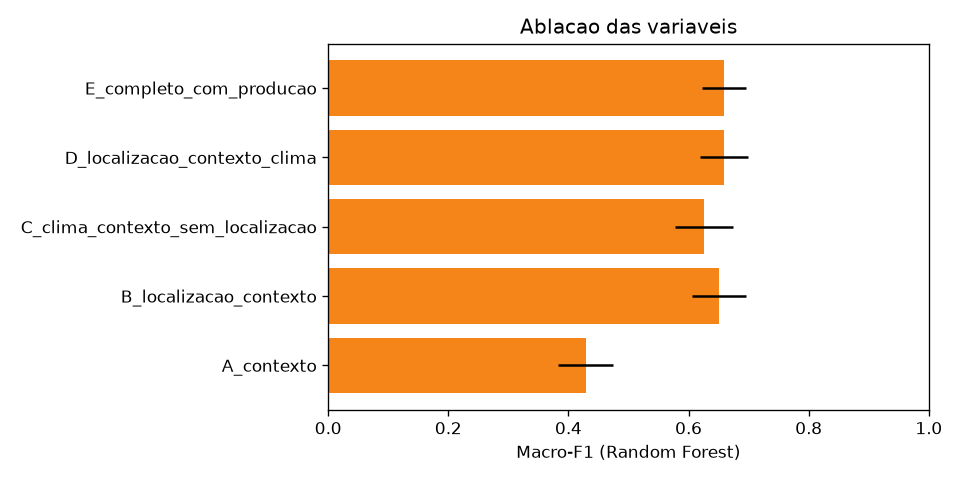 Ablacao das variaveis
E_completo_com_producao
D_localizacao_contexto_clima
C_clima_contexto_sem_localizacao
B_localizacao_contexto
A_contexto
0.0 0.2 0.4 0.6 0.8 1.0
Macro-F1 (Random Forest)